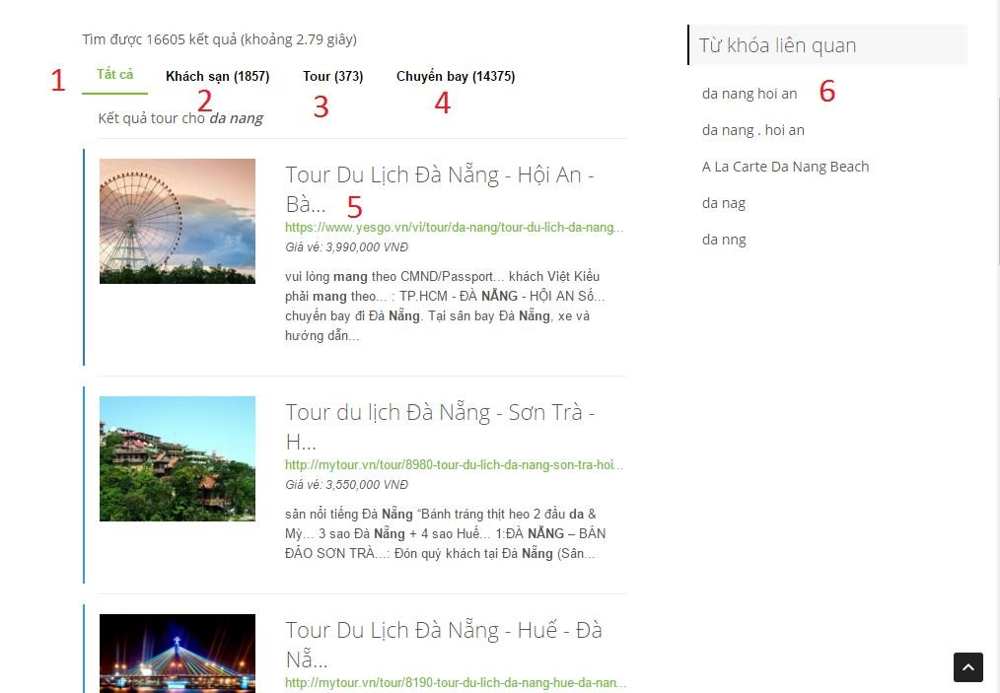 Tìm được 16605 kết quả (khoảng 2.79 giây)
1 Tất cả Khách sạn (1857) Tour (373) Chuyến bay (14375)
2 3 4
Kết quả tour cho da nang
Tour Du Lịch Đà Nẵng - Hội An -
Bà... 5
https://www.yesgo.vn/vi/tour/da-nang/tour-du-lich-da-nang...
Giá vé: 3,990,000 VNĐ
vui lòng mang theo CMND/Passport... khách Việt Kiều
phải mang theo... : TP.HCM - ĐÀ NẴNG - HỘI AN Số...
chuyến bay đi Đà Nẵng. Tại sân bay Đà Nẵng, xe và
hướng dẫn...
Tour du lịch Đà Nẵng - Sơn Trà -
H...
http://mytour.vn/tour/8980-tour-du-lich-da-nang-son-tra-hoi...
Giá vé: 3,550,000 VNĐ
sản nổi tiếng Đà Nẵng “Bánh tráng thịt heo 2 đầu da &
Mỳ... 3 sao Đà Nẵng + 4 sao Huế... 1:ĐÀ NẴNG – BÁN
ĐẢO SƠN TRÀ...: Đón quý khách tại Đà Nẵng (Sân...
Tour Du Lịch Đà Nẵng - Huế - Đà
Nẵ...
http://mytour.vn/tour/8190-tour-du-lich-da-nang-hue-da-nan...
Từ khóa liên quan
da nang hoi an 6
da nang . hoi an
A La Carte Da Nang Beach
da nag
da nng